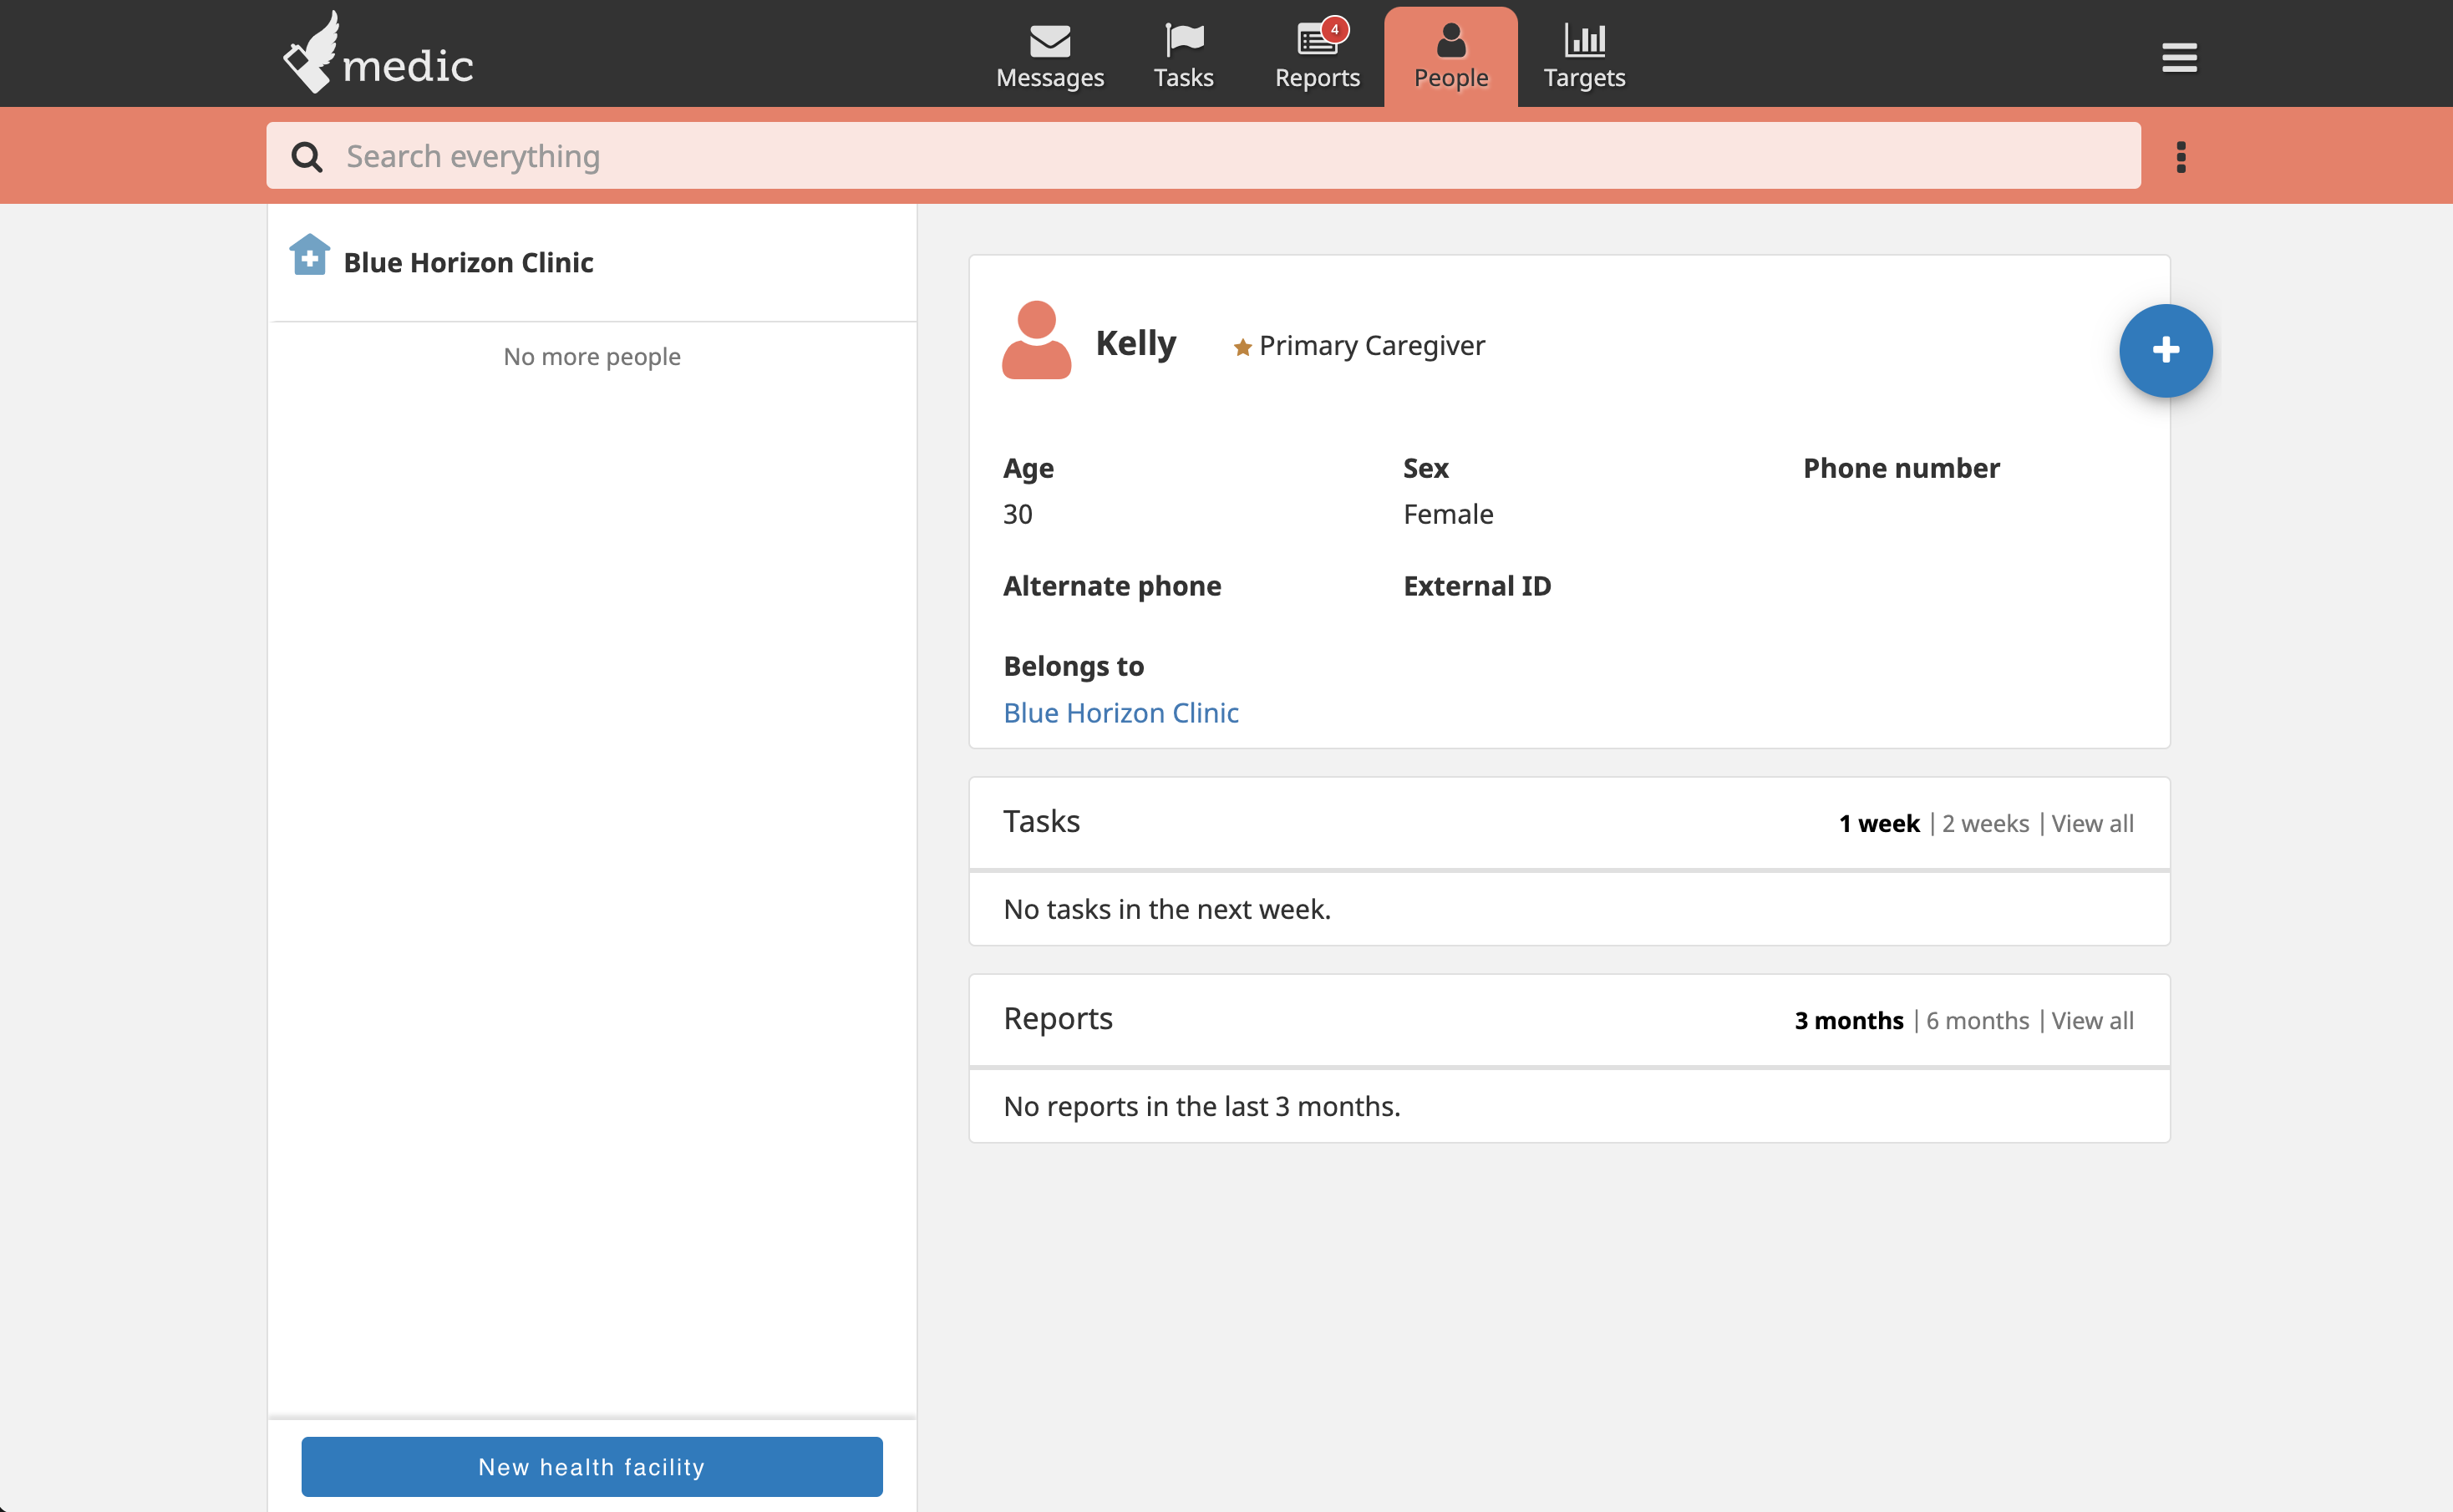 medic
Messages
Tasks
4
Reports
People
Targets
Search everything
Blue Horizon Clinic
No more people
New health facility
Kelly
Primary Caregiver
Age
30
Sex
Female
Phone number
Alternate phone
External ID
Belongs to
Blue Horizon Clinic
Tasks
1 week | 2 weeks | View all
No tasks in the next week.
Reports
3 months | 6 months | View all
No reports in the last 3 months.